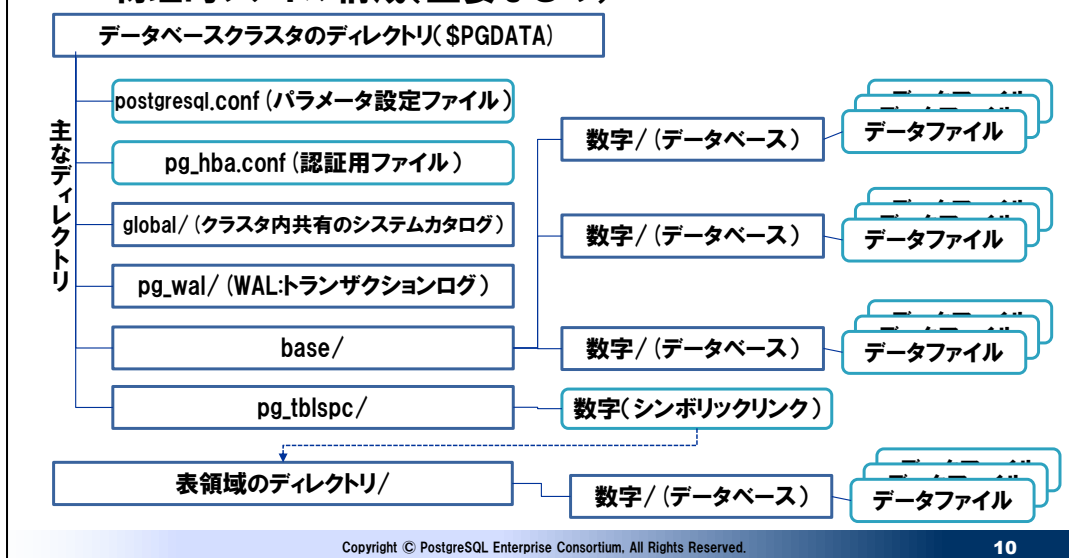 データベースクラスタのディレクトリ($PGDATA)
主なディレクトリ
postgresql.conf(パラメータ設定ファイル)
pg_hba.conf(認証用ファイル)
global/(クラスタ内共有のシステムカタログ)
pg_wal/(WAL:トランザクションログ)
base/
pg_tblspc/
数字/(データベース)
データファイル
数字/(データベース)
データファイル
数字/(データベース)
データファイル
数字(シンボリックリンク)
表領域のディレクトリ/
数字/(データベース)
データファイル
Copyright © PostgreSQL Enterprise Consortium, All Rights Reserved.
10